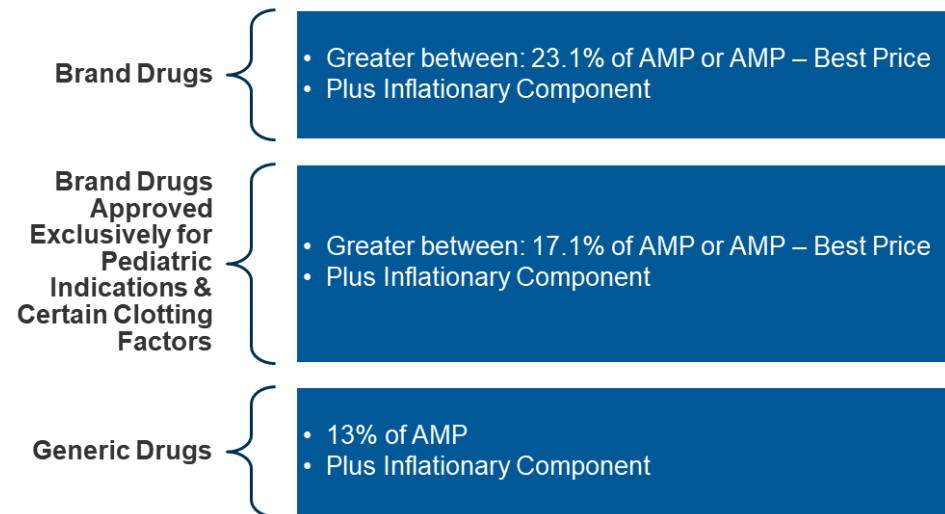 Brand Drugs
• Greater between: 23.1% of AMP or AMP – Best Price
• Plus Inflationary Component
Brand Drugs
Approved
Exclusively for
Pediatric
Indications &
Certain Clotting
Factors
• Greater between: 17.1% of AMP or AMP – Best Price
• Plus Inflationary Component
Generic Drugs
• 13% of AMP
• Plus Inflationary Component